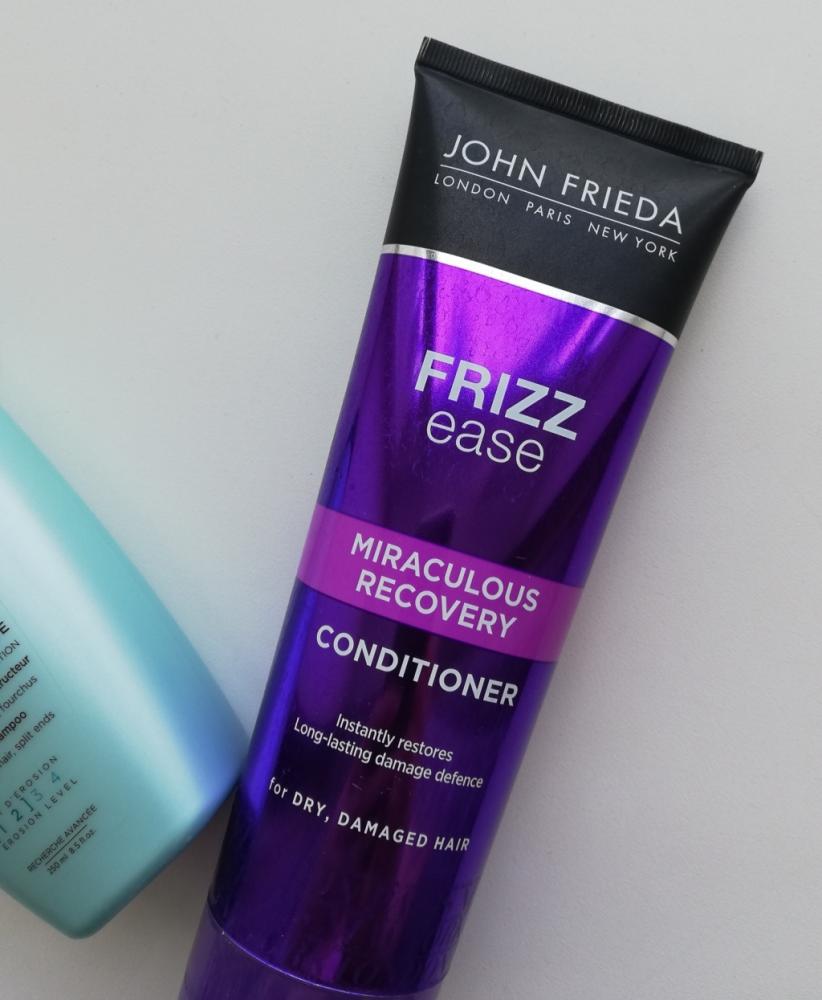 JOHN FRIEDA
LONDON PARIS NEW YORK
FRIZZ
ease
MIRACULOUS
RECOVERY
CONDITIONER
Instantly restores
Long-lasting damage defence
for DRY, DAMAGED HAIR
fourchus
hair, split ends
D'EROSION
1 2] 3 4
EROSION LEVEL
RECHERCHE AVANCÉE
250 ml 8.5 fl.oz.